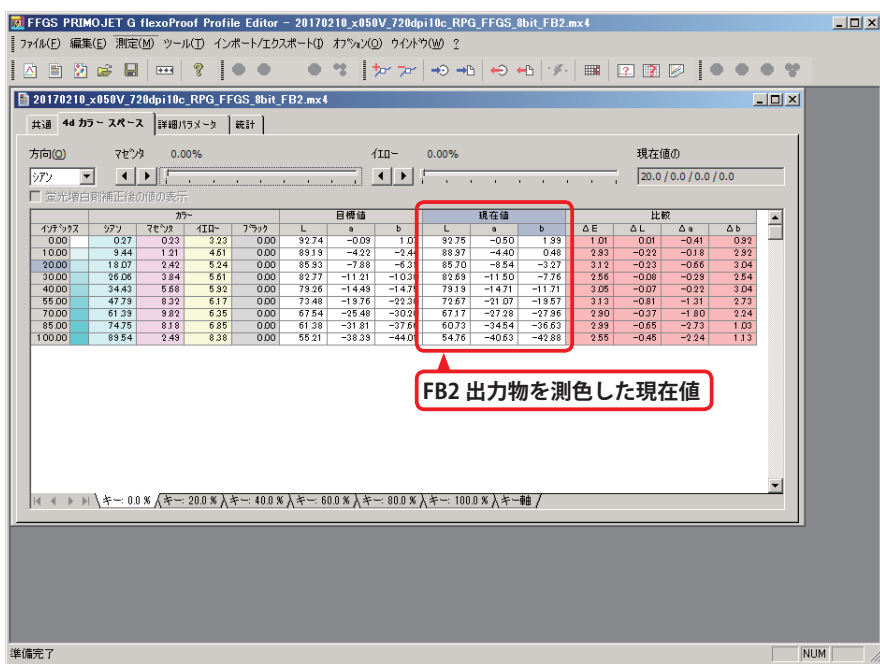 FFGS PRIMOJET G flexoProof Profile Editor - 20170210_x050V_720dpi10c_RPG_FFGS_8bit_FB2.mx4
ファイル(F) 編集(E) 測定(M) ツール(T) インポート/エクスポート(I) オプション(O) ウインドウ(W) ?
20170210_x050V_720dpi10c_RPG_FFGS_8bit_FB2.mx4
共通 4d カラースペース 詳細パラメータ 統計
方向(O) マゼンタ 0.00% イエロー 0.00% 現在値の
シアン 20.0 / 0.0 / 0.0 / 0.0
蛍光増白剤補正後の値の表示
カラー 目標値 現在値 比較
インデックス シアン マゼンタ イエロー ブラック L a b L a b ΔE ΔL Δa Δb
0.00 0.27 0.23 3.23 0.00 92.74 -0.09 1.07 92.75 -0.50 1.99 1.01 0.01 -0.41 0.92
10.00 9.44 1.21 4.61 0.00 89.19 -4.22 -2.44 88.97 -4.40 0.48 2.93 -0.22 -0.18 2.92
20.00 18.07 2.42 5.24 0.00 85.93 -7.88 -6.31 85.70 -8.54 -3.27 3.12 -0.23 -0.66 3.04
30.00 26.06 3.84 5.61 0.00 82.77 -11.21 -10.30 82.69 -11.50 -7.76 2.56 -0.08 -0.29 2.54
40.00 34.43 5.68 5.92 0.00 79.26 -14.49 -14.75 79.19 -14.71 -11.71 3.05 -0.07 -0.22 3.04
55.00 47.79 8.32 6.17 0.00 73.48 -19.76 -22.30 72.67 -21.07 -19.57 3.13 -0.81 -1.31 2.73
70.00 61.39 9.82 6.35 0.00 67.54 -25.48 -30.20 67.17 -27.28 -27.96 2.90 -0.37 -1.80 2.24
85.00 74.75 8.18 6.85 0.00 61.38 -31.81 -37.66 60.73 -34.54 -36.63 2.99 -0.65 -2.73 1.03
100.00 89.54 2.49 8.38 0.00 55.21 -38.39 -44.01 54.76 -40.63 -42.88 2.55 -0.45 -2.24 1.13
FB2 出力物を測色した現在値
キー: 0.0 % キー: 20.0 % キー: 40.0 % キー: 60.0 % キー: 80.0 % キー: 100.0 % キー軸
準備完了 NUM